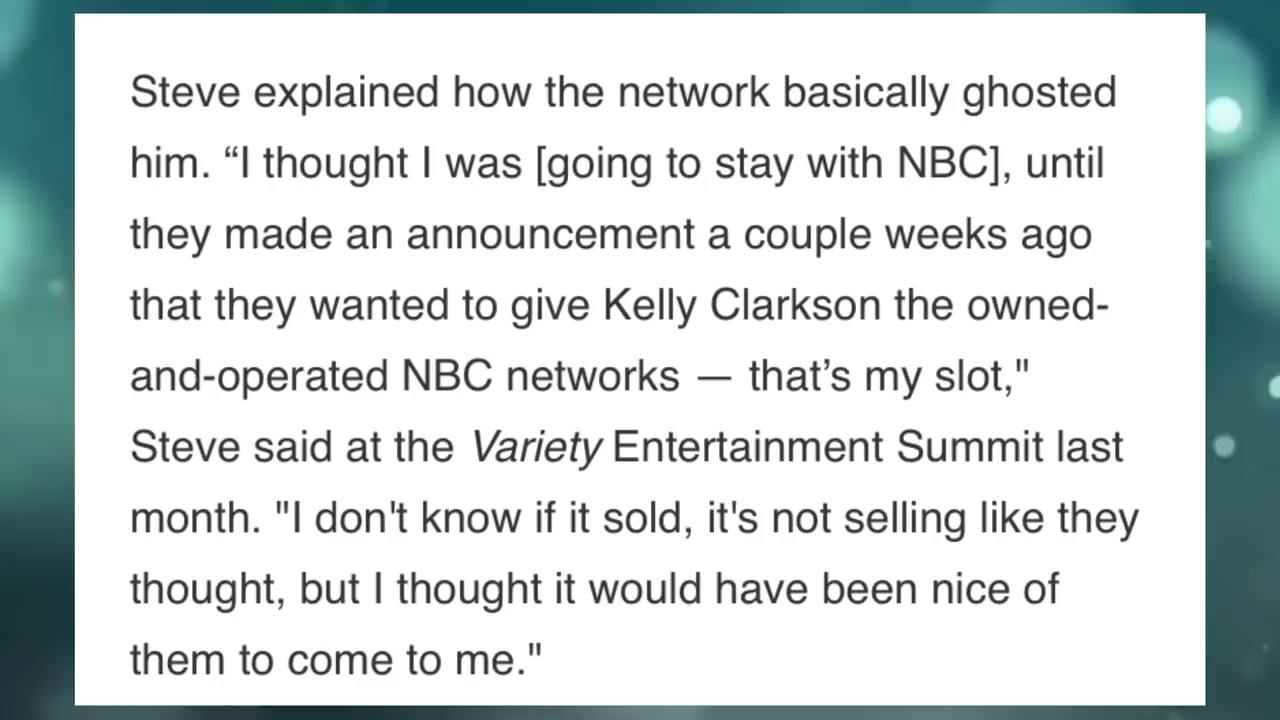 Steve explained how the network basically ghosted
him. “I thought I was [going to stay with NBC], until
they made an announcement a couple weeks ago
that they wanted to give Kelly Clarkson the owned-
and-operated NBC networks — that’s my slot,"
Steve said at the Variety Entertainment Summit last
month. "I don't know if it sold, it's not selling like they
thought, but I thought it would have been nice of
them to come to me."